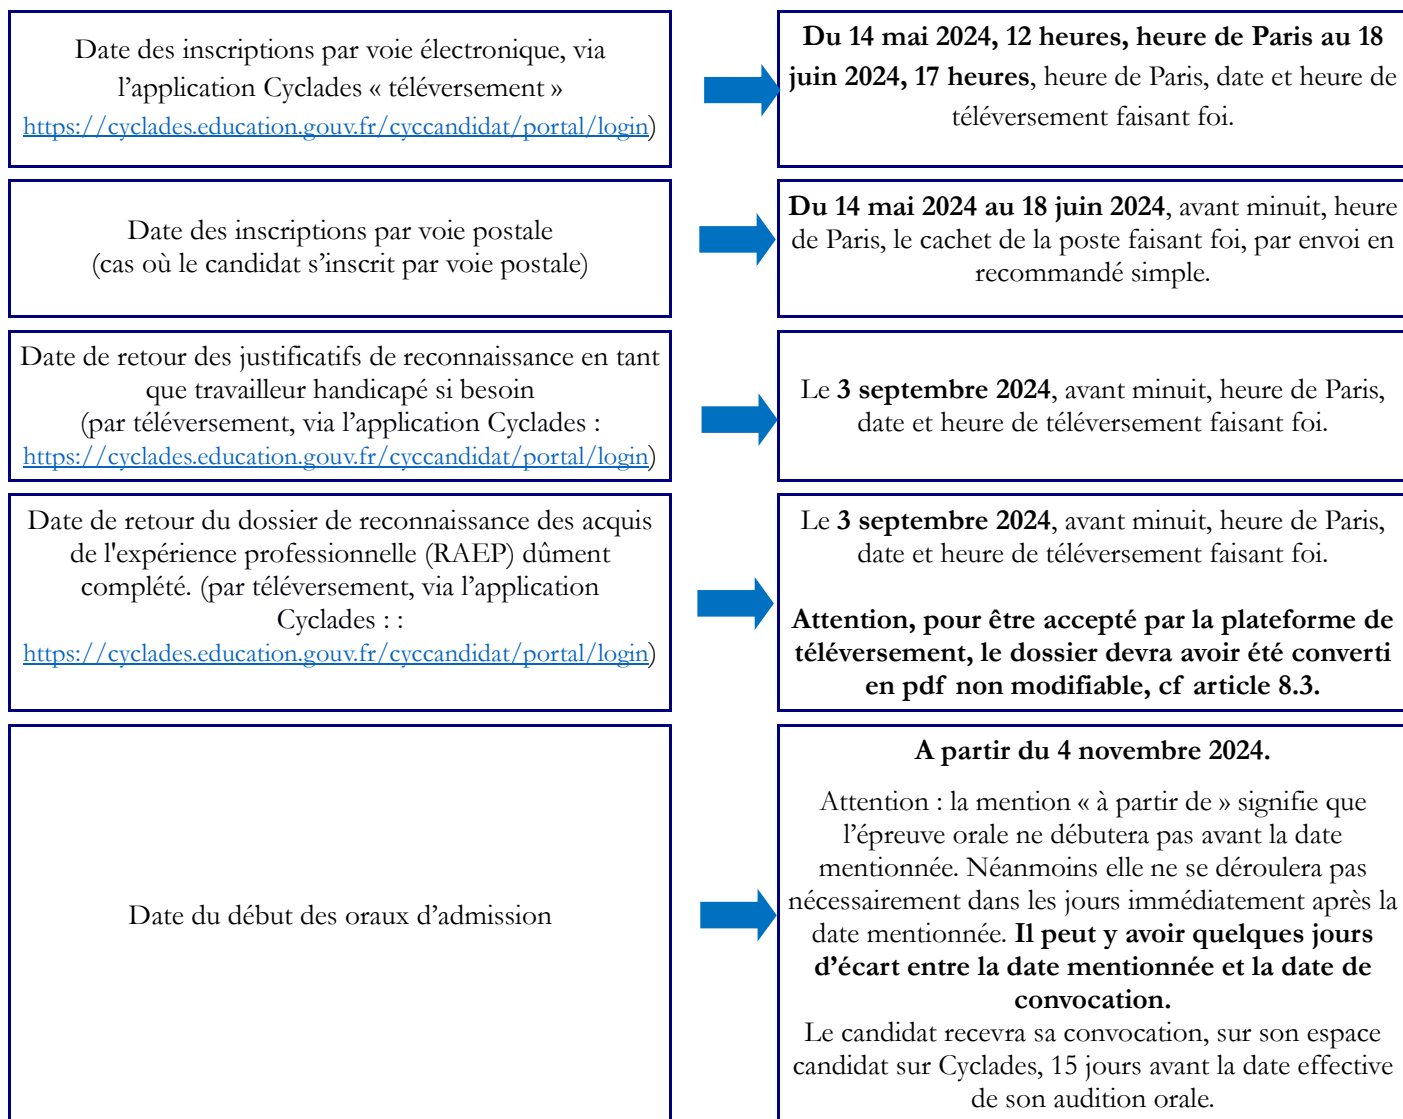 Date des inscriptions par voie électronique, via
l’application Cyclades « téléversement »
https://cyclades.education.gouv.fr/cyccandidat/portal/login)
Du 14 mai 2024, 12 heures, heure de Paris au 18
juin 2024, 17 heures, heure de Paris, date et heure de
téléversement faisant foi.
Date des inscriptions par voie postale
(cas où le candidat s’inscrit par voie postale)
Du 14 mai 2024 au 18 juin 2024, avant minuit, heure
de Paris, le cachet de la poste faisant foi, par envoi en
recommandé simple.
Date de retour des justificatifs de reconnaissance en tant
que travailleur handicapé si besoin
(par téléversement, via l’application Cyclades :
https://cyclades.education.gouv.fr/cyccandidat/portal/login)
Le 3 septembre 2024, avant minuit, heure de Paris,
date et heure de téléversement faisant foi.
Date de retour du dossier de reconnaissance des acquis
de l'expérience professionnelle (RAEP) dûment
complété. (par téléversement, via l’application
Cyclades : :
https://cyclades.education.gouv.fr/cyccandidat/portal/login)
Le 3 septembre 2024, avant minuit, heure de Paris,
date et heure de téléversement faisant foi.
Attention, pour être accepté par la plateforme de
téléversement, le dossier devra avoir été converti
en pdf non modifiable, cf article 8.3.
Date du début des oraux d’admission
A partir du 4 novembre 2024.
Attention : la mention « à partir de » signifie que
l’épreuve orale ne débutera pas avant la date
mentionnée. Néanmoins elle ne se déroulera pas
nécessairement dans les jours immédiatement après la
date mentionnée. Il peut y avoir quelques jours
d’écart entre la date mentionnée et la date de
convocation.
Le candidat recevra sa convocation, sur son espace
candidat sur Cyclades, 15 jours avant la date effective
de son audition orale.